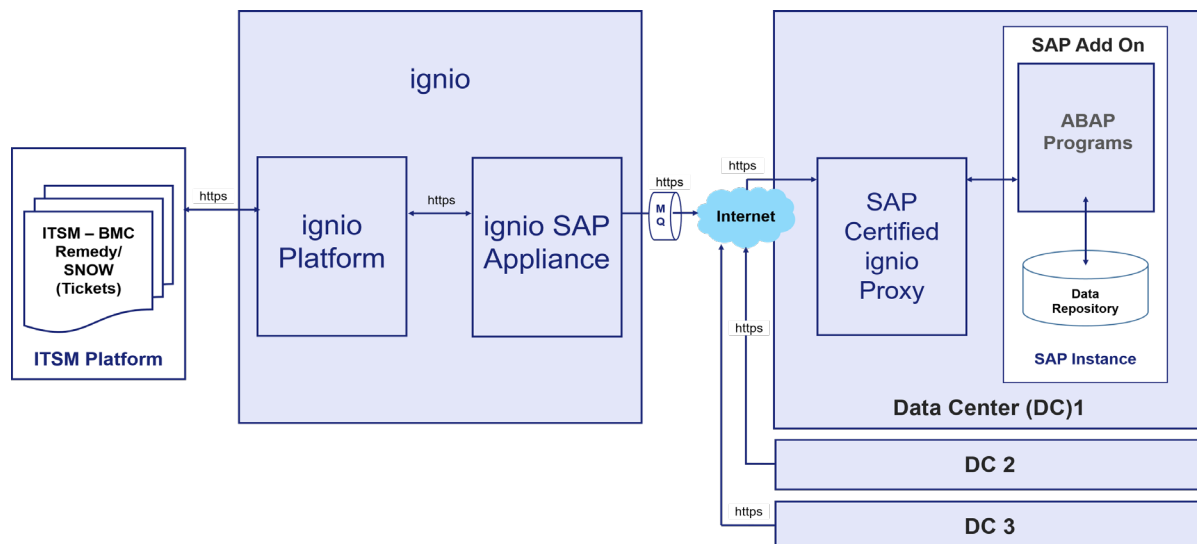 ITSM – BMC
Remedy/
SNOW
(Tickets)
ITSM Platform
https
ignio
ignio
Platform
https
ignio SAP
Appliance
https
M
Q
Internet
https
SAP
Certified
ignio
Proxy
SAP Add On
ABAP
Programs
Data
Repository
SAP Instance
Data Center (DC)1
https
DC 2
https
DC 3